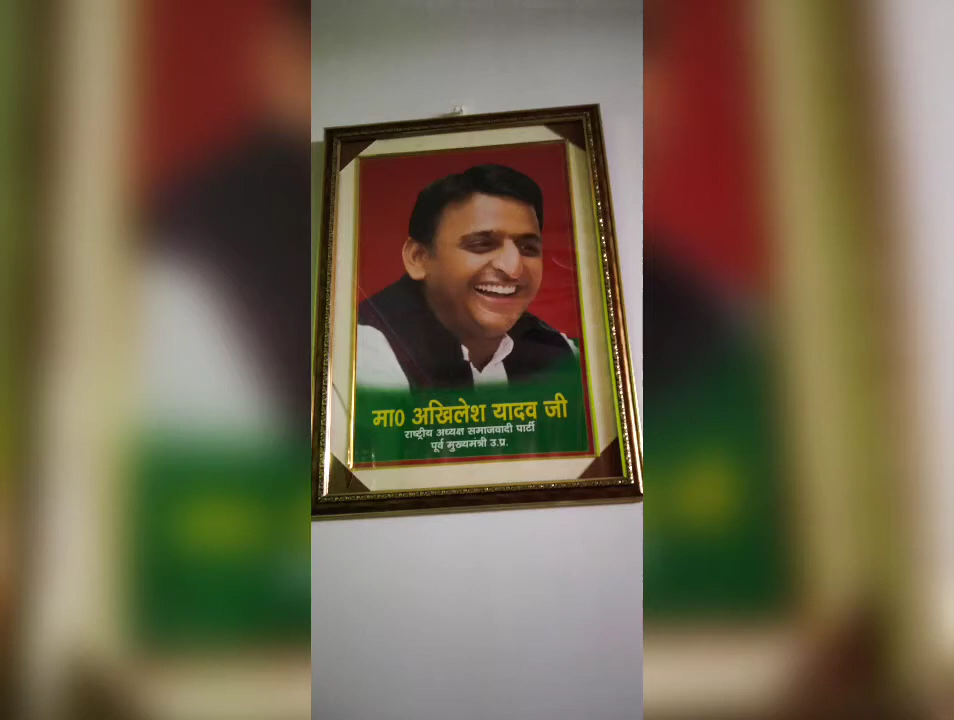 मा0 अखिलेश यादव जी
राष्ट्रीय अध्यक्ष समाजवादी पार्टी
पूर्व मुख्यमंत्री उ.प्र.